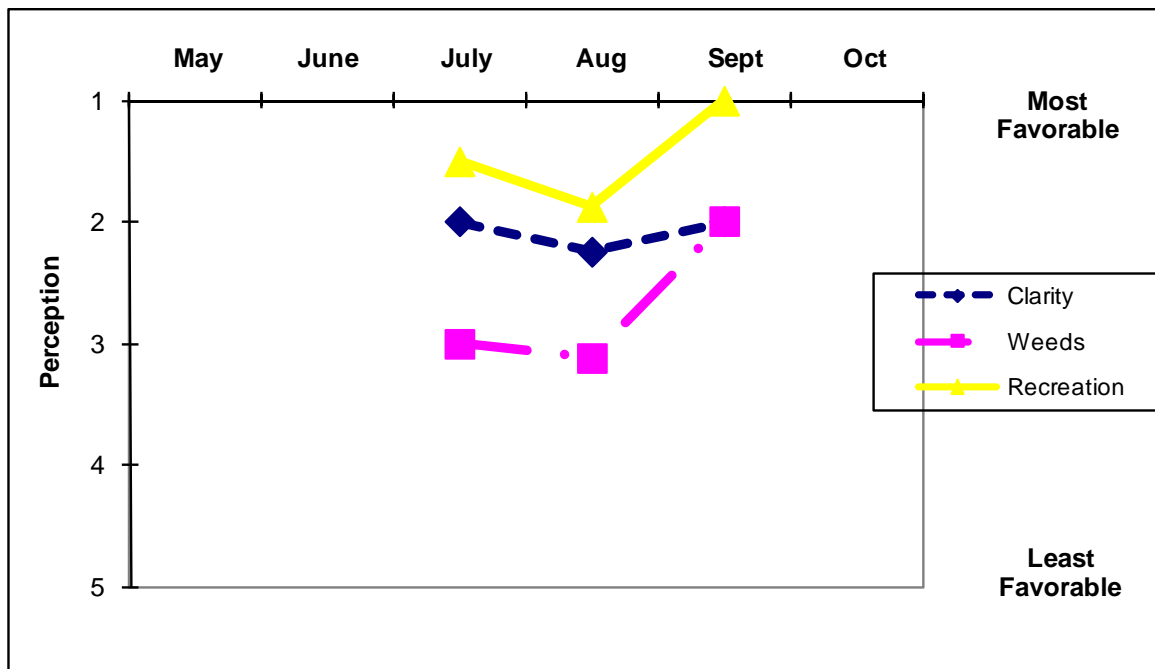 May June July Aug Sept Oct
1
Most
Favorable
2
Perception
Clarity
3
Weeds
Recreation
4
Least
Favorable
5